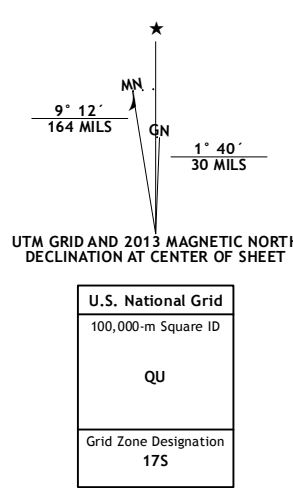 ★
MN
9° 12´
164 MILS
GN
1° 40´
30 MILS
UTM GRID AND 2013 MAGNETIC NORTH
DECLINATION AT CENTER OF SHEET
U.S. National Grid
100,000-m Square ID
QU
Grid Zone Designation
17S